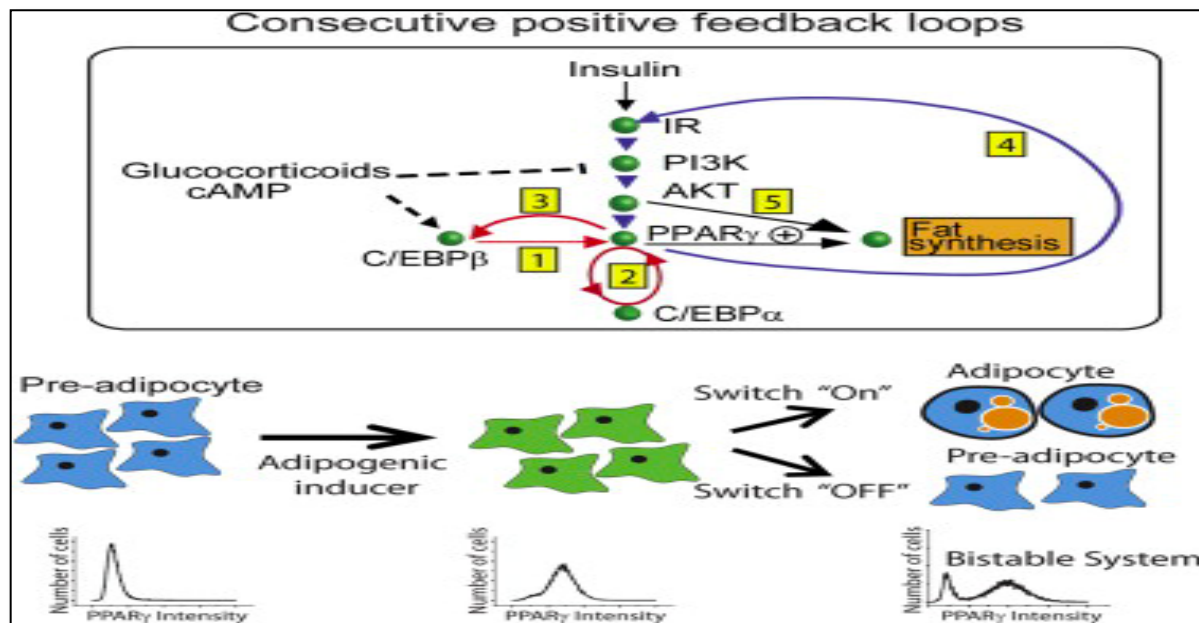 Consecutive positive feedback loops
Insulin
IR
PI3K
AKT
PPARγ +
Glucocorticoids
cAMP
C/EBPβ
C/EBPα
1
2
3
4
5
Fat
synthesis
Pre-adipocyte
Adipogenic
inducer
Switch "On"
Switch "OFF"
Adipocyte
Pre-adipocyte
Number of cells
PPARγ Intensity
Number of cells
PPARγ Intensity
Bistable System
Number of cells
PPARγ Intensity